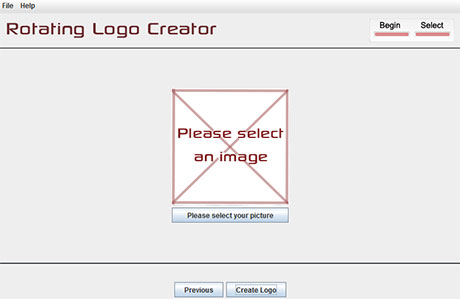 File Help
Rotating Logo Creator
Begin Select
Please select
an image
Please select your picture
Previous Create Logo